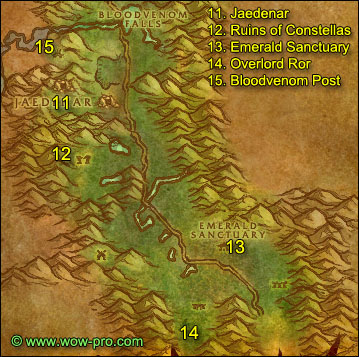 BLOODVENOM
FALLS
11. Jaedenar
12. Ruins of Constellas
13. Emerald Sanctuary
14. Overlord Ror
15. Bloodvenom Post
15
JAEDENAR
11
12
EMERALD
SANCTUARY
13
14
© www.wow-pro.com